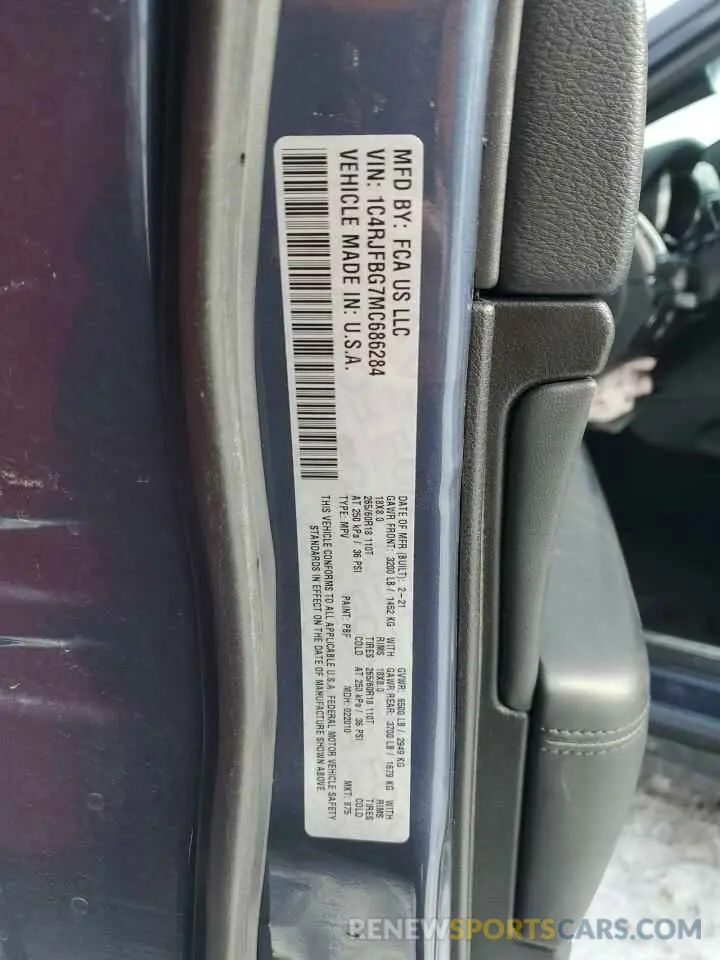 MFD BY: FCA US LLC
VIN: 1C4RJFBG7MC686284
VEHICLE MADE IN: U.S.A.
DATE OF MFR (BUILT): 2-21 GVWR: 6500 LB / 2949 KG
GAWR FRONT: 3200 LB / 1452 KG WITH GAWR REAR: 3700 LB / 1679 KG WITH
18X8.0 RIMS 18X8.0 RIMS
265/60R18 110T TIRES 265/60R18 110T TIRES
AT 250 kPa / 36 PSI COLD AT 250 kPa / 36 PSI COLD
TYPE: MPV PAINT: PBF MDH: 022010 MKT: 975
THIS VEHICLE CONFORMS TO ALL APPLICABLE U.S.A. FEDERAL MOTOR VEHICLE SAFETY
STANDARDS IN EFFECT ON THE DATE OF MANUFACTURE SHOWN ABOVE.
RENEWSPORTSCARS.COM